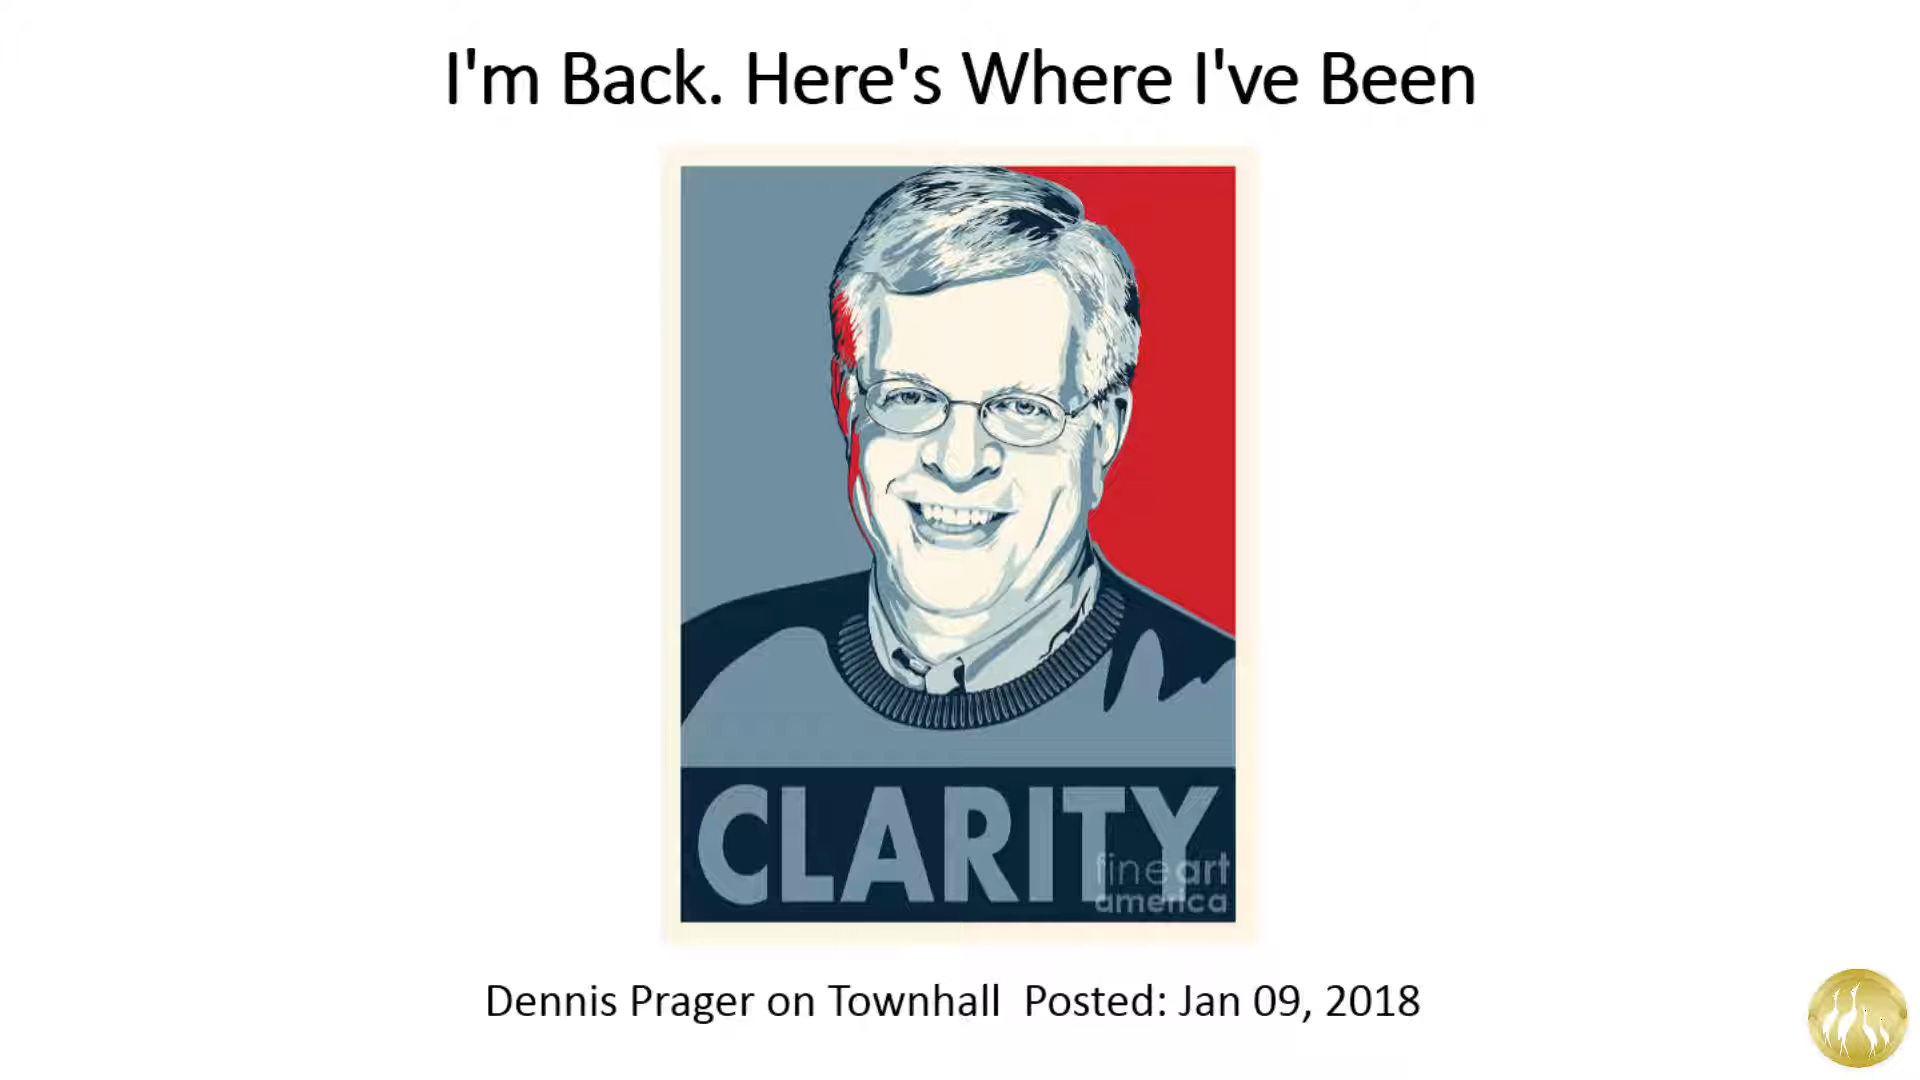 I'm Back. Here's Where I've Been
CLARITY
fineart
america
Dennis Prager on Townhall  Posted: Jan 09, 2018